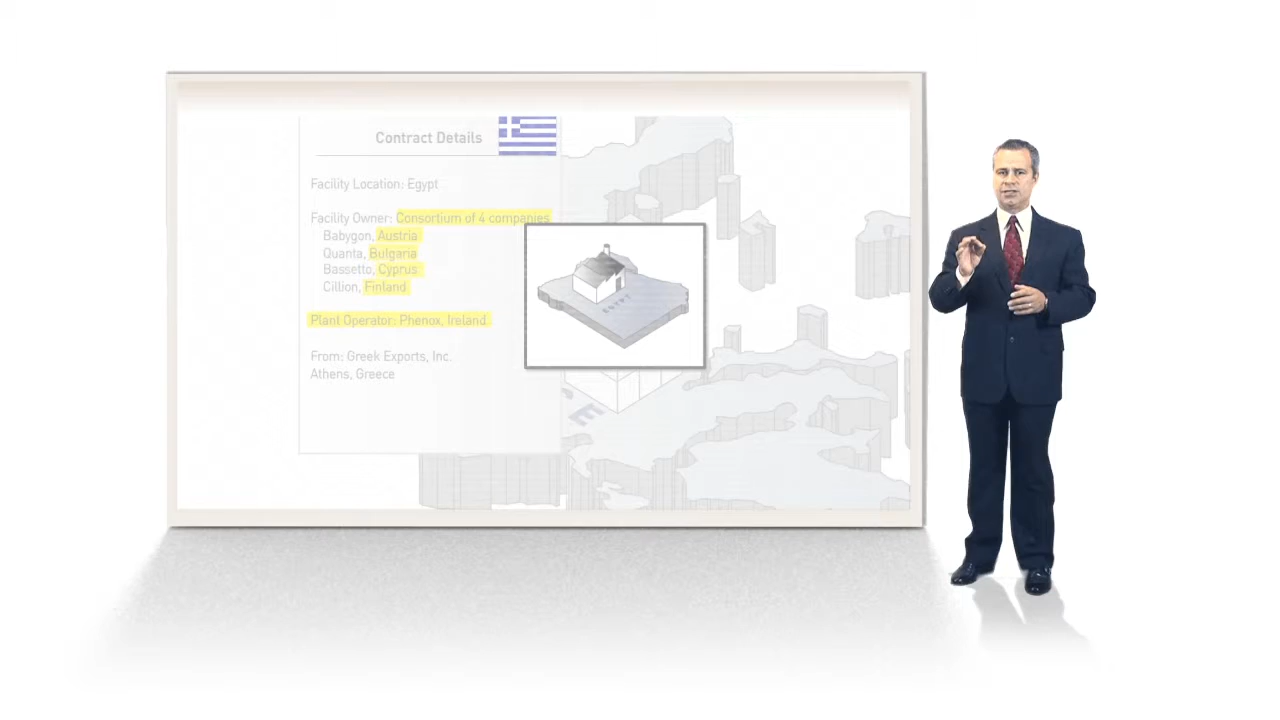 Contract Details
Facility Location: Egypt
Facility Owner: Consortium of 4 companies
Babygon, Austria
Quanta, Bulgaria
Bassetto, Cyprus
Cillion, Finland
Plant Operator: Phenox, Ireland
From: Greek Exports, Inc.
Athens, Greece
EGYPT
E